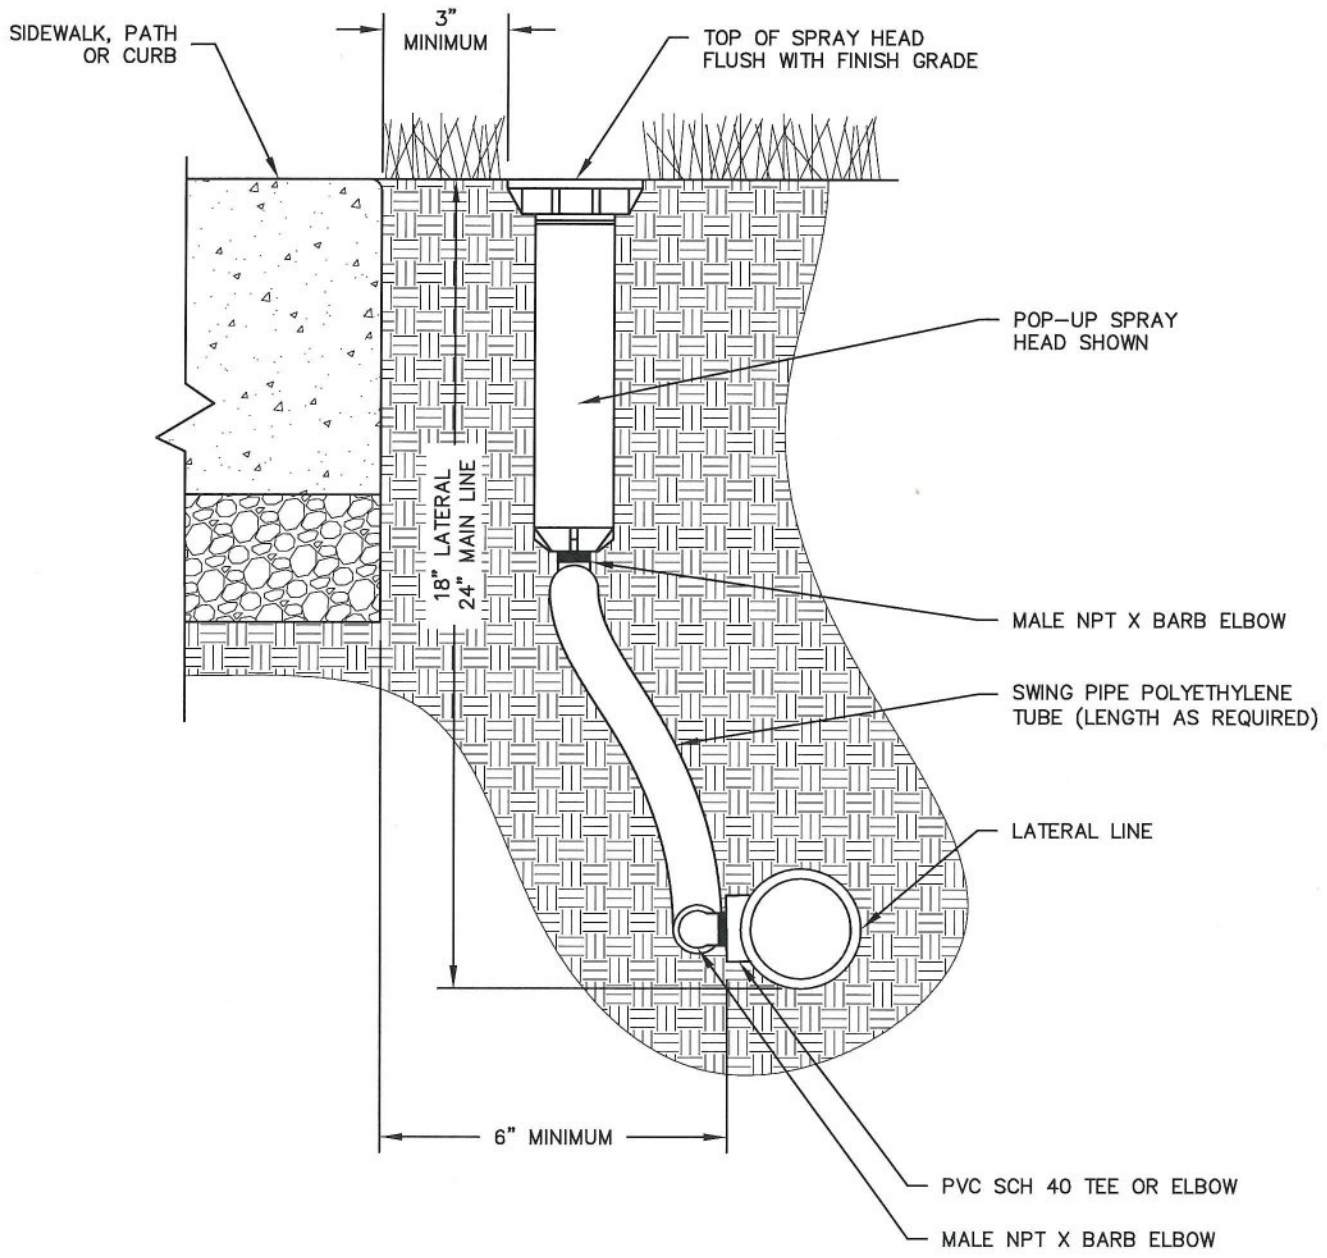 SIDEWALK, PATH
OR CURB
3"
MINIMUM
TOP OF SPRAY HEAD
FLUSH WITH FINISH GRADE
POP-UP SPRAY
HEAD SHOWN
18" LATERAL
24" MAIN LINE
MALE NPT X BARB ELBOW
SWING PIPE POLYETHYLENE
TUBE (LENGTH AS REQUIRED)
LATERAL LINE
6" MINIMUM
PVC SCH 40 TEE OR ELBOW
MALE NPT X BARB ELBOW